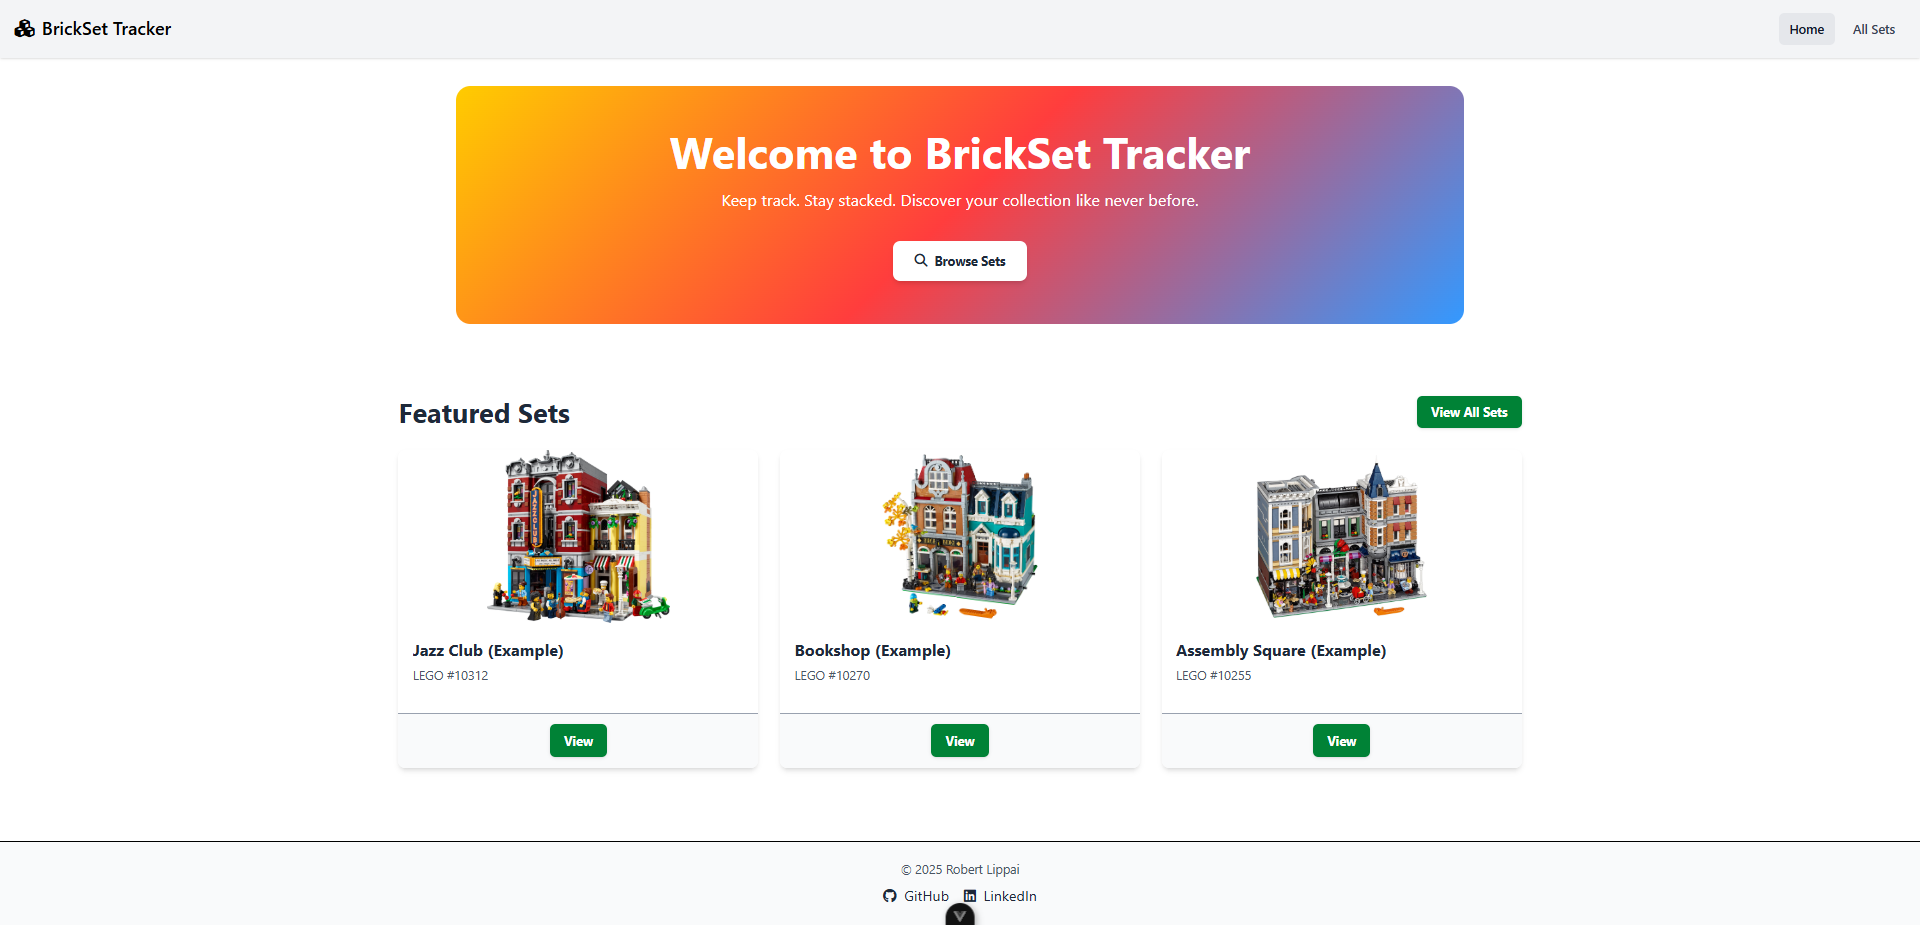 BrickSet Tracker
Home
All Sets
Welcome to BrickSet Tracker
Keep track. Stay stacked. Discover your collection like never before.
Browse Sets
Featured Sets
View All Sets
JAZZ CLUB
Jazz Club (Example)
LEGO #10312
View
Bookshop (Example)
LEGO #10270
View
Assembly Square (Example)
LEGO #10255
View
© 2025 Robert Lippai
GitHub
LinkedIn